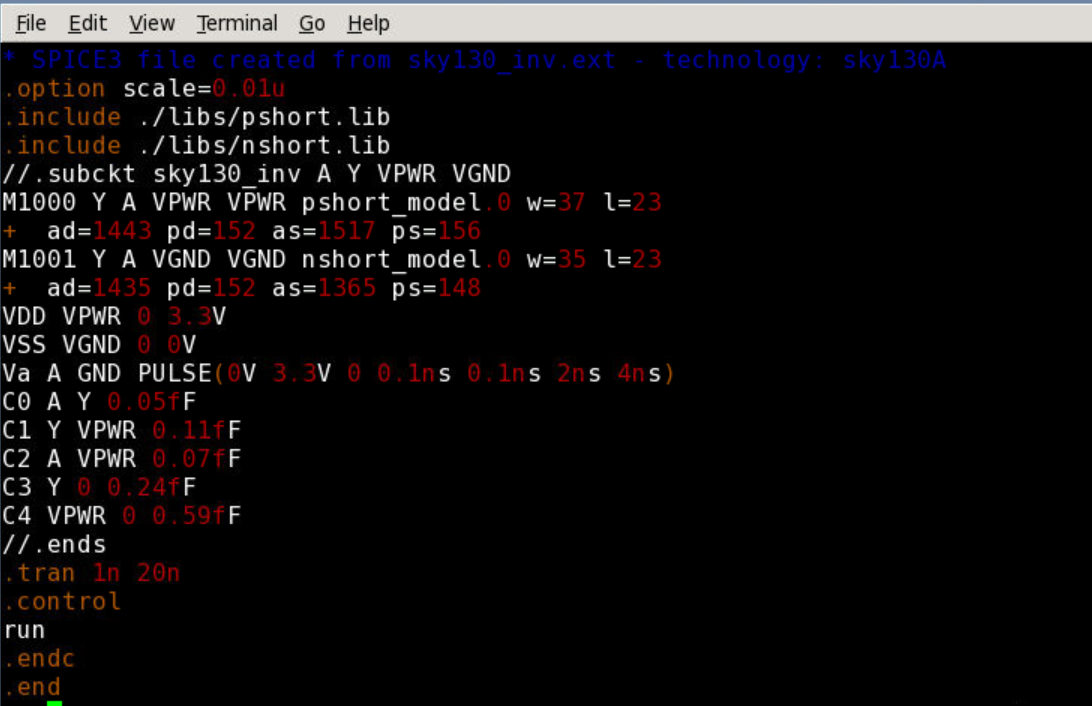 File Edit View Terminal Go Help
* SPICE3 file created from sky130_inv.ext - technology: sky130A
.option scale=0.01u
.include ./libs/pshort.lib
.include ./libs/nshort.lib
//.subckt sky130_inv A Y VPWR VGND
M1000 Y A VPWR VPWR pshort_model.0 w=37 l=23
+  ad=1443 pd=152 as=1517 ps=156
M1001 Y A VGND VGND nshort_model.0 w=35 l=23
+  ad=1435 pd=152 as=1365 ps=148
VDD VPWR 0 3.3V
VSS VGND 0 0V
Va A GND PULSE(0V 3.3V 0 0.1ns 0.1ns 2ns 4ns)
C0 A Y 0.05fF
C1 Y VPWR 0.11fF
C2 A VPWR 0.07fF
C3 Y 0 0.24fF
C4 VPWR 0 0.59fF
//.ends
.tran 1n 20n
.control
run
.endc
.end